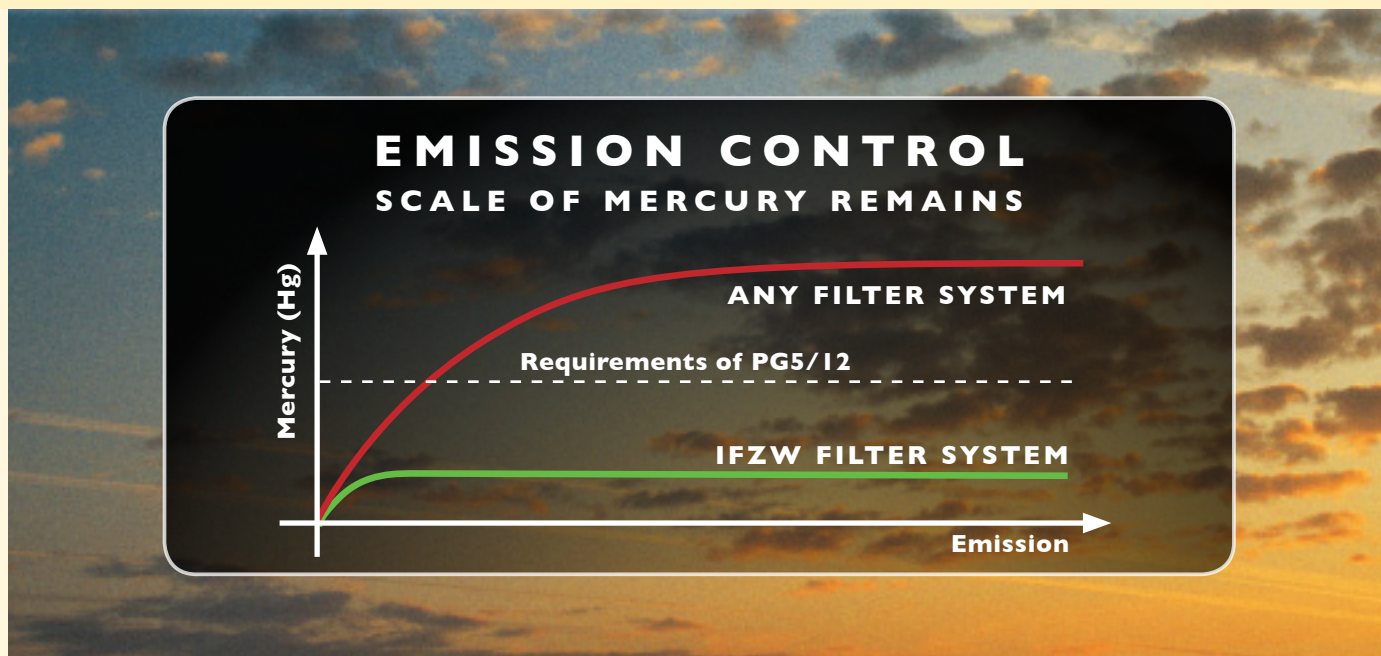 EMISSION CONTROL
SCALE OF MERCURY REMAINS
Mercury (Hg)
ANY FILTER SYSTEM
Requirements of PG5/12
IFZW FILTER SYSTEM
Emission